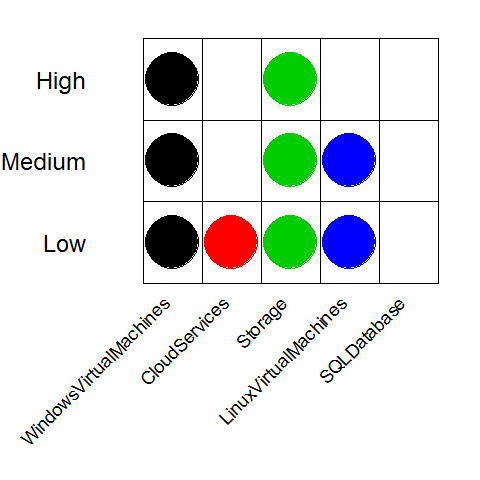 High
Medium
Low
WindowsVirtualMachines
CloudServices
Storage
LinuxVirtualMachines
SQLDatabase